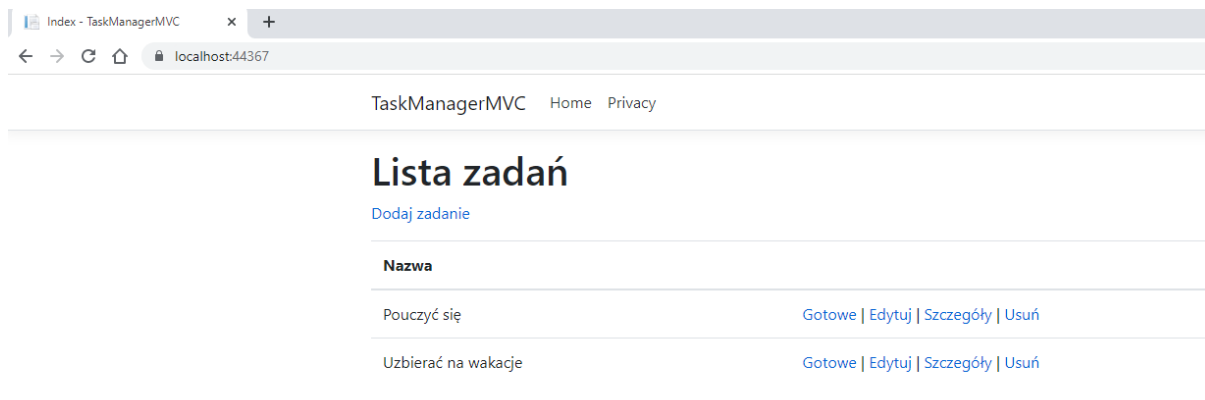 Index - TaskManagerMVC
localhost:44367
TaskManagerMVC Home Privacy
Lista zadań
Dodaj zadanie
Nazwa
Pouczyć się Gotowe | Edytuj | Szczegóły | Usuń
Uzbierać na wakacje Gotowe | Edytuj | Szczegóły | Usuń